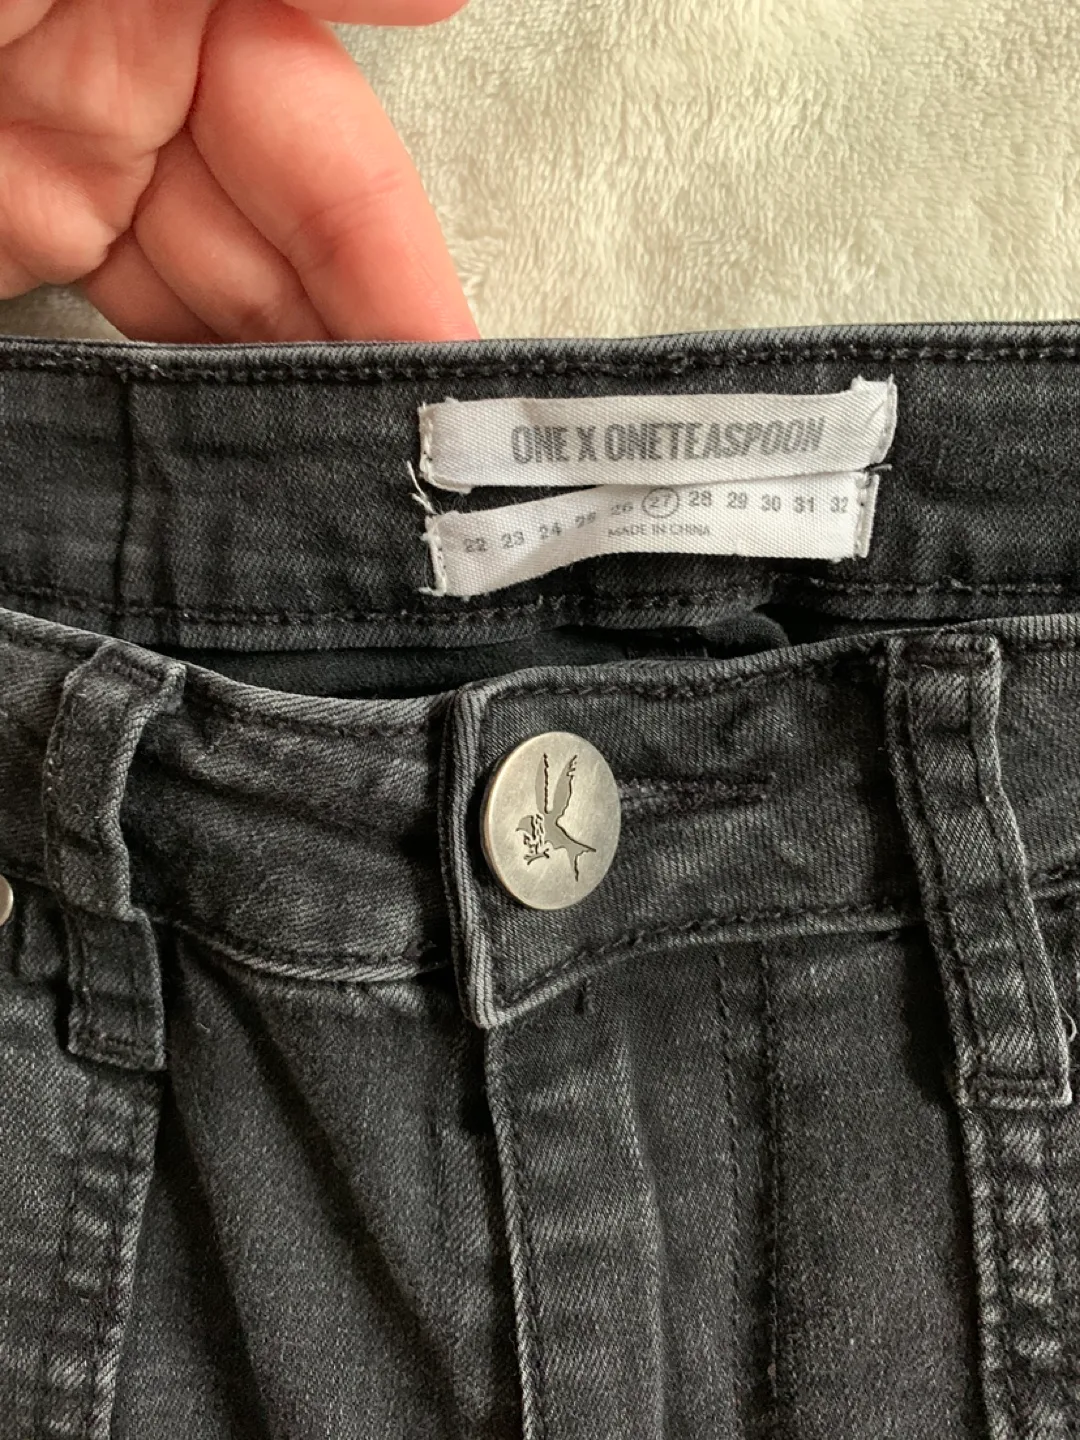 ONE X ONETEASPOON
22 23 24 25 26 27 28 29 30 31 32
MADE IN CHINA